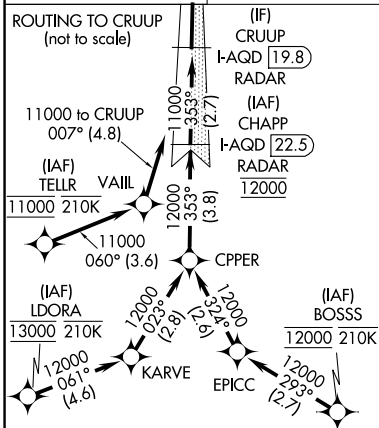 ROUTING TO CRUUP
(not to scale)
(IF)
CRUUP
I-AQD 19.8
RADAR
11000
353°
(2.7)
11000 to CRUUP
007° (4.8)
(IAF)
CHAPP
I-AQD 22.5
RADAR
12000
(IAF)
TELLR
11000 210K
VAIIL
11000
060° (3.6)
12000
353°
(3.8)
CPPER
(IAF)
LDORA
13000 210K
12000
023°
(2.8)
12000
324°
(2.6)
(IAF)
BOSSS
12000 210K
12000
061°
(4.6)
KARVE
EPICC
12000
293°
(2.7)